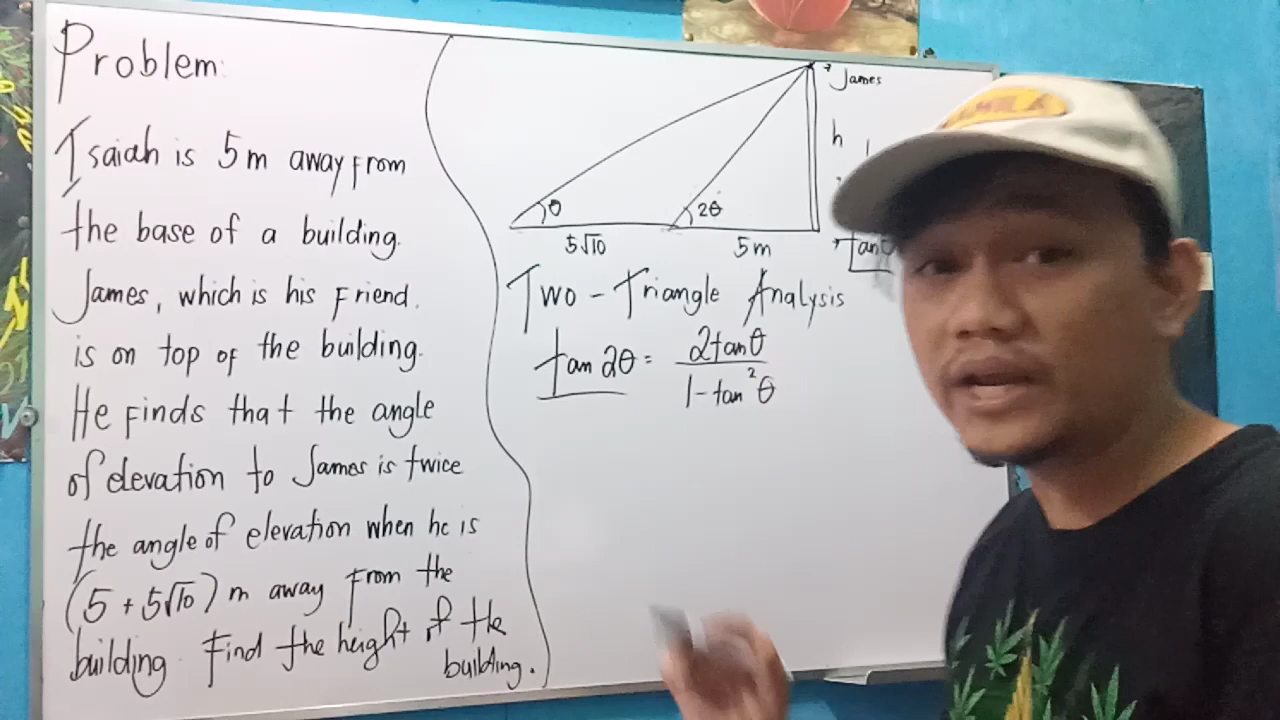 Problem:
Isaiah is 5m away from
the base of a building.
James, which is his friend.
is on top of the building.
He finds that the angle
of elevation to James is twice
the angle of elevation when he is
(5 + 5√10) m away from the
building. Find the height of the
building.
James
h
θ
2θ
5√10
5m
tanθ
Two-Triangle Analysis
tan 2θ = 2tanθ
1-tan²θ
MANILA